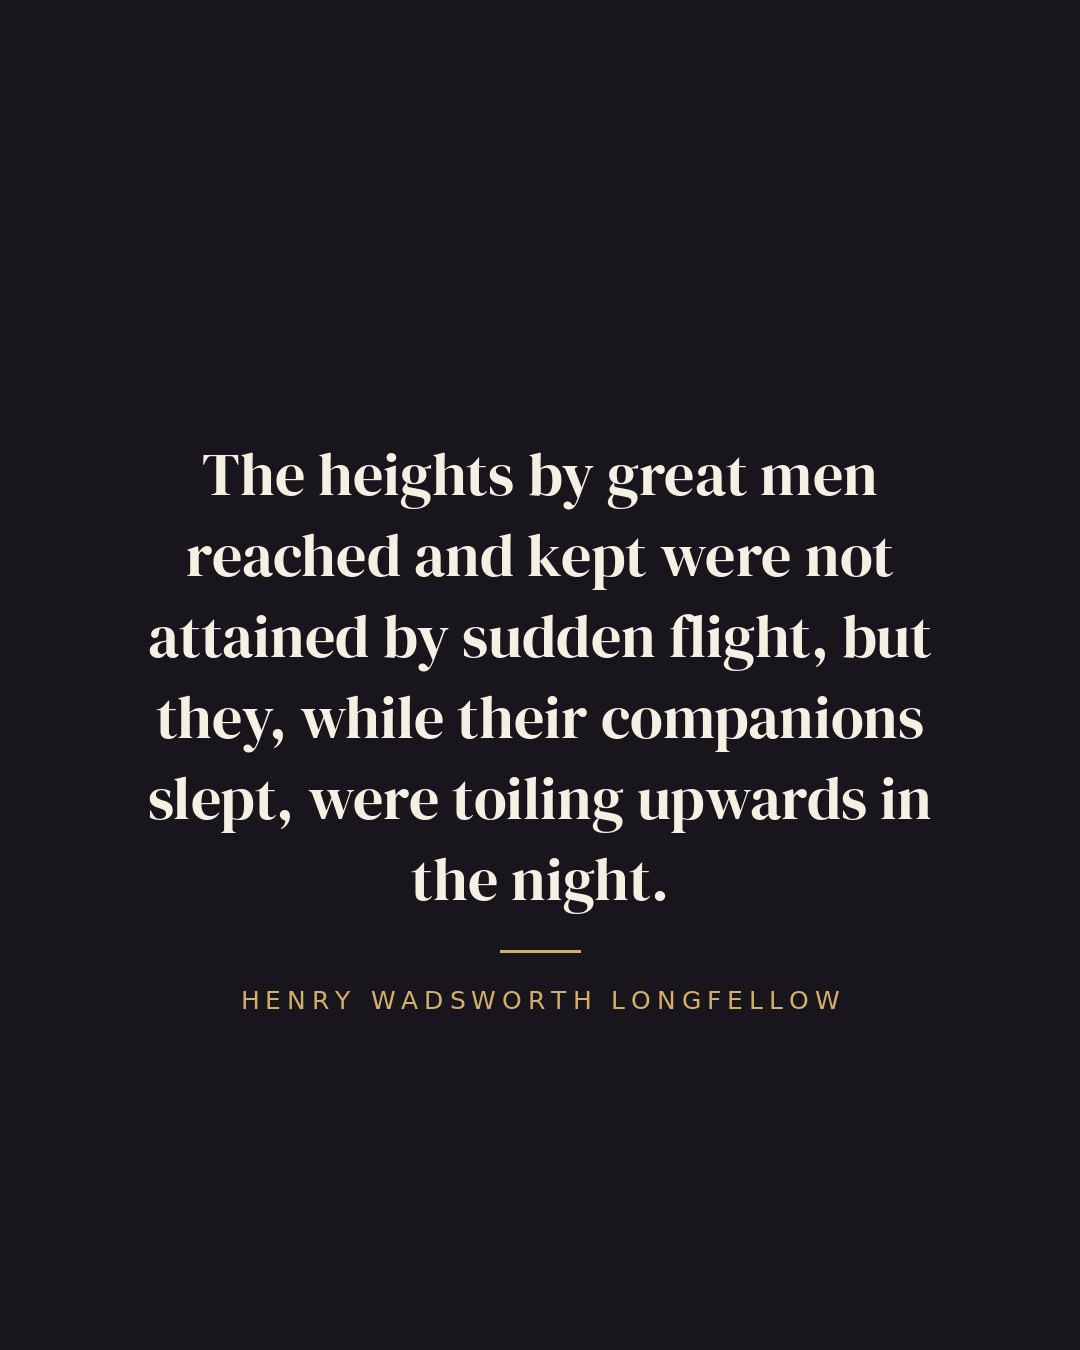 The heights by great men
reached and kept were not
attained by sudden flight, but
they, while their companions
slept, were toiling upwards in
the night.
HENRY WADSWORTH LONGFELLOW